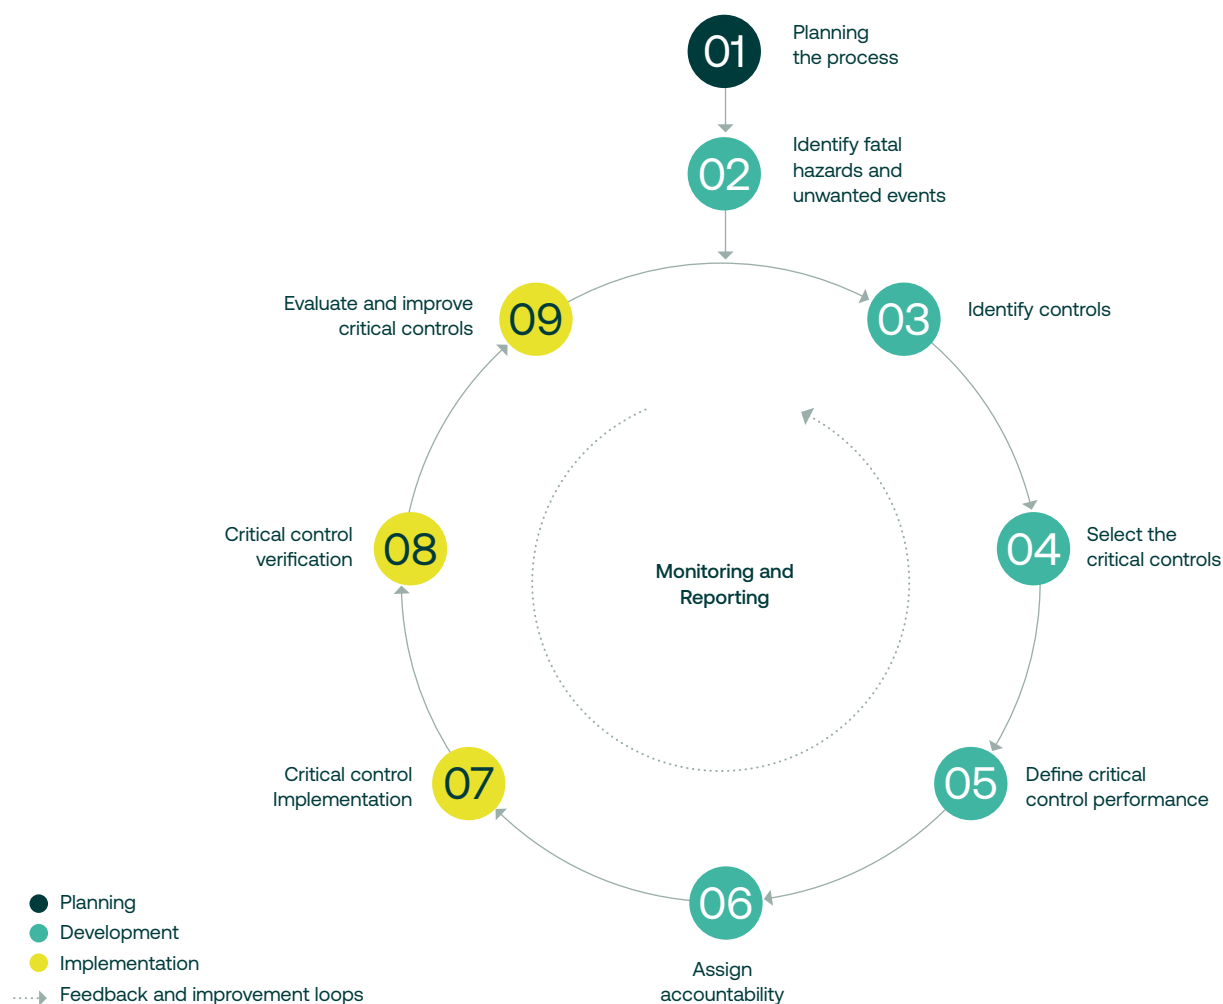 01
Planning
the process
02
Identify fatal
hazards and
unwanted events
03
Identify controls
04
Select the
critical controls
05
Define critical
control performance
06
Assign
accountability
07
Critical control
Implementation
08
Critical control
verification
09
Evaluate and improve
critical controls
Monitoring and
Reporting
Planning
Development
Implementation
Feedback and improvement loops